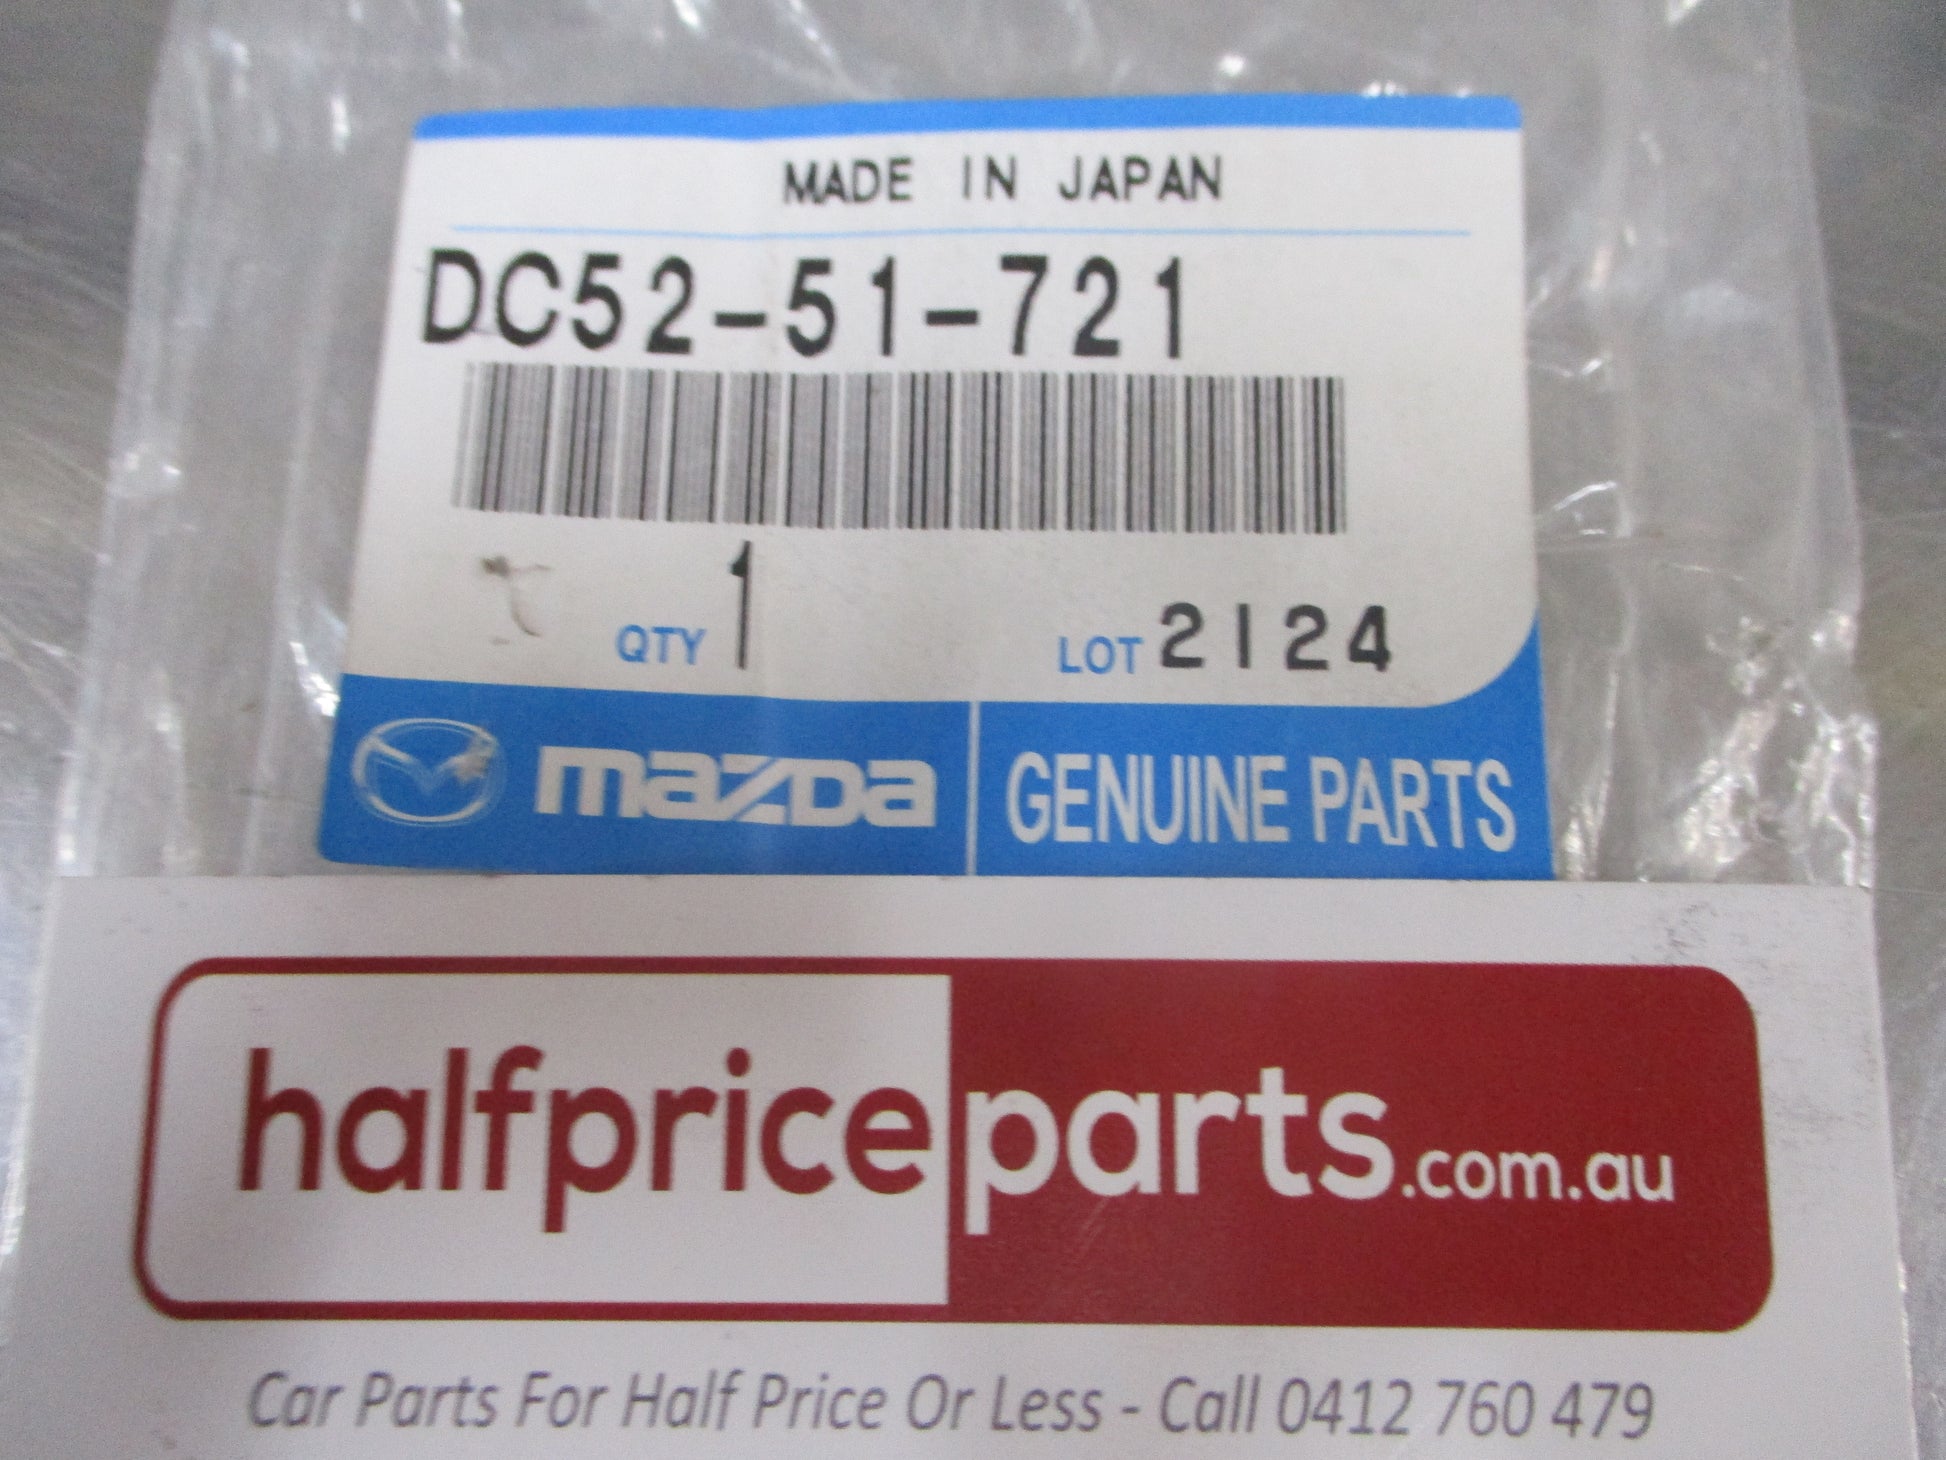 MADE IN JAPAN
DC52-51-721
QTY 1
LOT 2124
mazda
GENUINE PARTS
halfpriceparts.com.au
Car Parts For Half Price Or Less - Call 0412 760 479